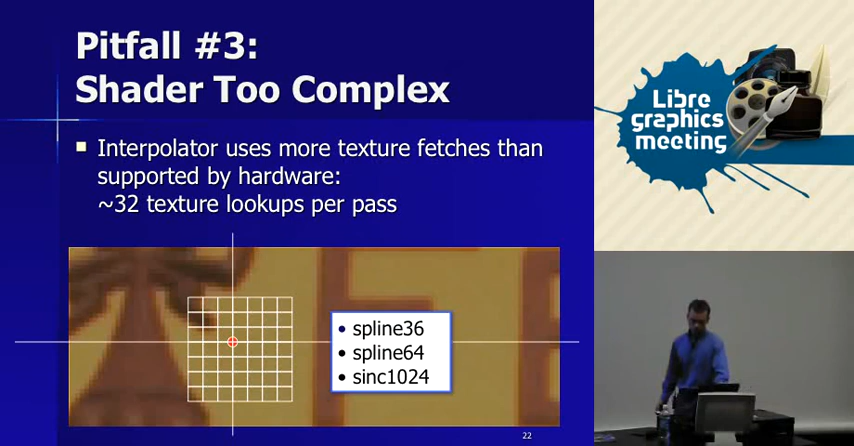 Pitfall #3:
Shader Too Complex
Interpolator uses more texture fetches than
supported by hardware:
~32 texture lookups per pass
• spline36
• spline64
• sinc1024
22
Libre
graphics
meeting